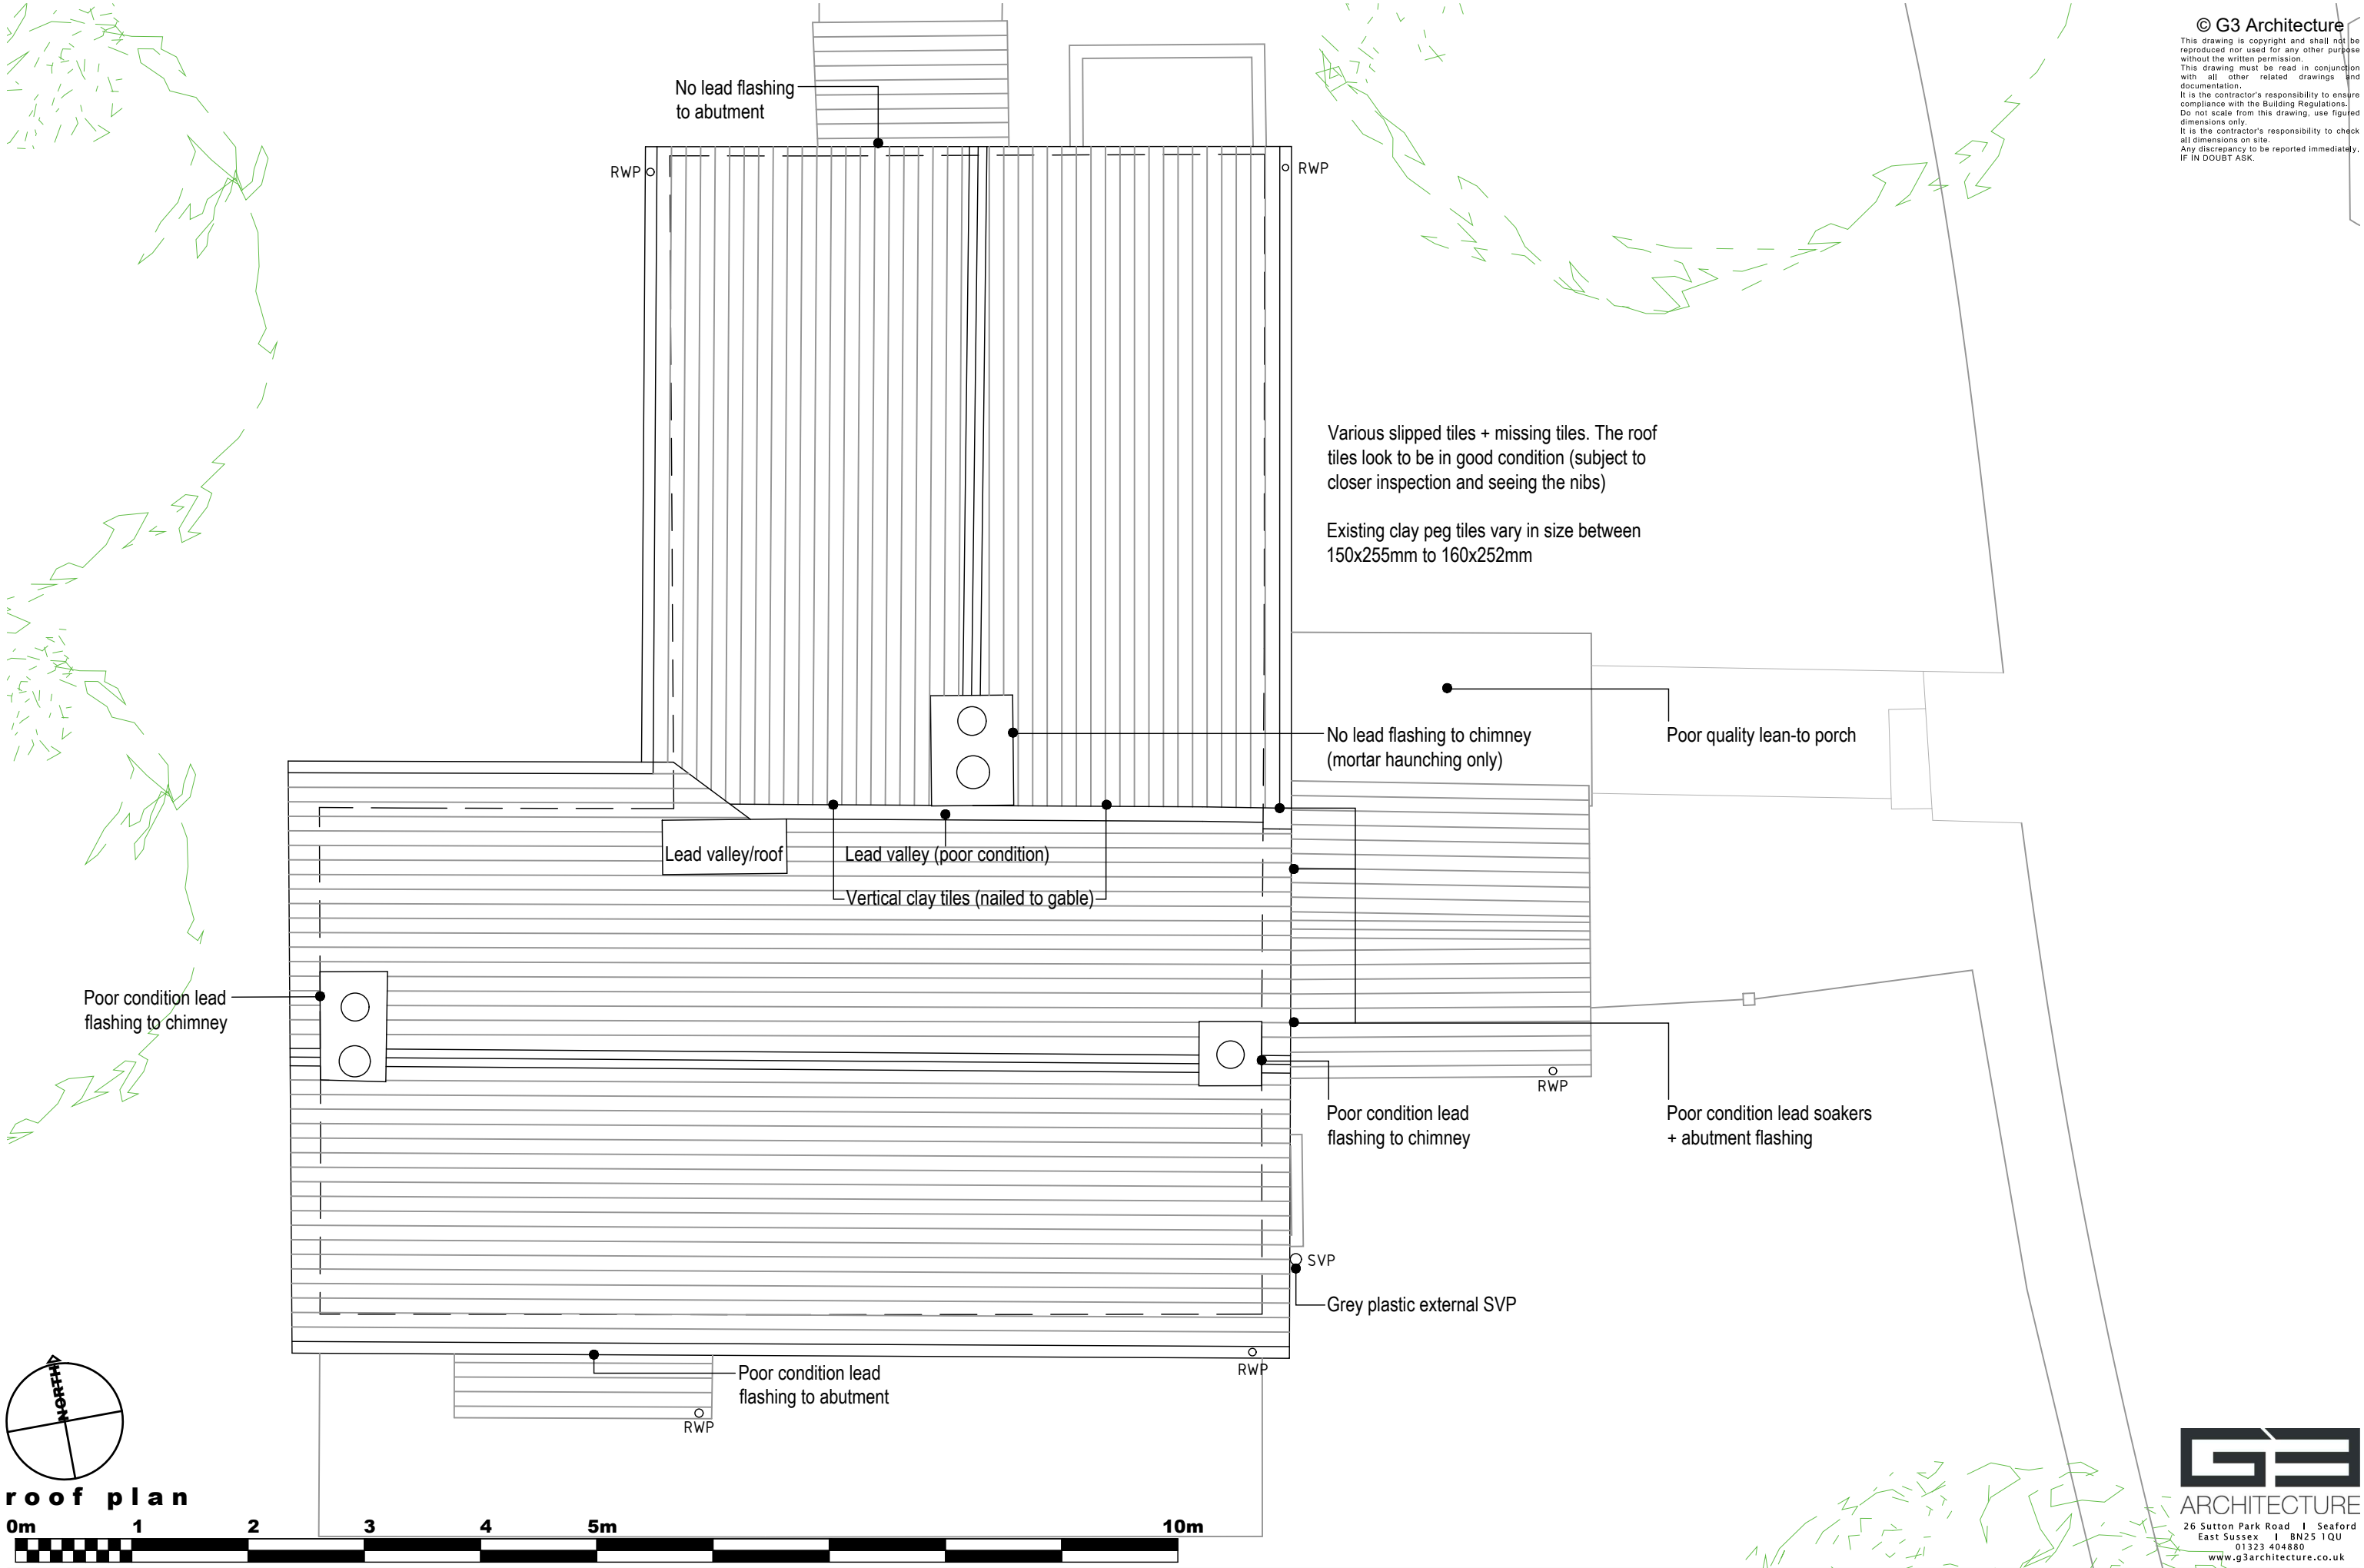 © G3 Architecture
This drawing is copyright and shall not be
reproduced nor used for any other purpose
without the written permission.
This drawing must be read in conjunction
with all other related drawings and
documentation.
It is the contractor's responsibility to ensure
compliance with the Building Regulations.
Do not scale from this drawing, use figured
dimensions only.
It is the contractor's responsibility to check
all dimensions on site.
Any discrepancy to be reported immediately,
IF IN DOUBT ASK.
No lead flashing
to abutment
RWP
RWP
Various slipped tiles + missing tiles. The roof
tiles look to be in good condition (subject to
closer inspection and seeing the nibs)
Existing clay peg tiles vary in size between
150x255mm to 160x252mm
No lead flashing to chimney
(mortar haunching only)
Poor quality lean-to porch
Lead valley/roof
Lead valley (poor condition)
Vertical clay tiles (nailed to gable)
Poor condition lead
flashing to chimney
RWP
Poor condition lead
flashing to chimney
Poor condition lead soakers
+ abutment flashing
SVP
Grey plastic external SVP
RWP
Poor condition lead
flashing to abutment
RWP
NORTH
roof plan
0m 1 2 3 4 5m 10m
G3
ARCHITECTURE
26 Sutton Park Road I Seaford
East Sussex I BN25 1QU
01323 404880
www.g3architecture.co.uk